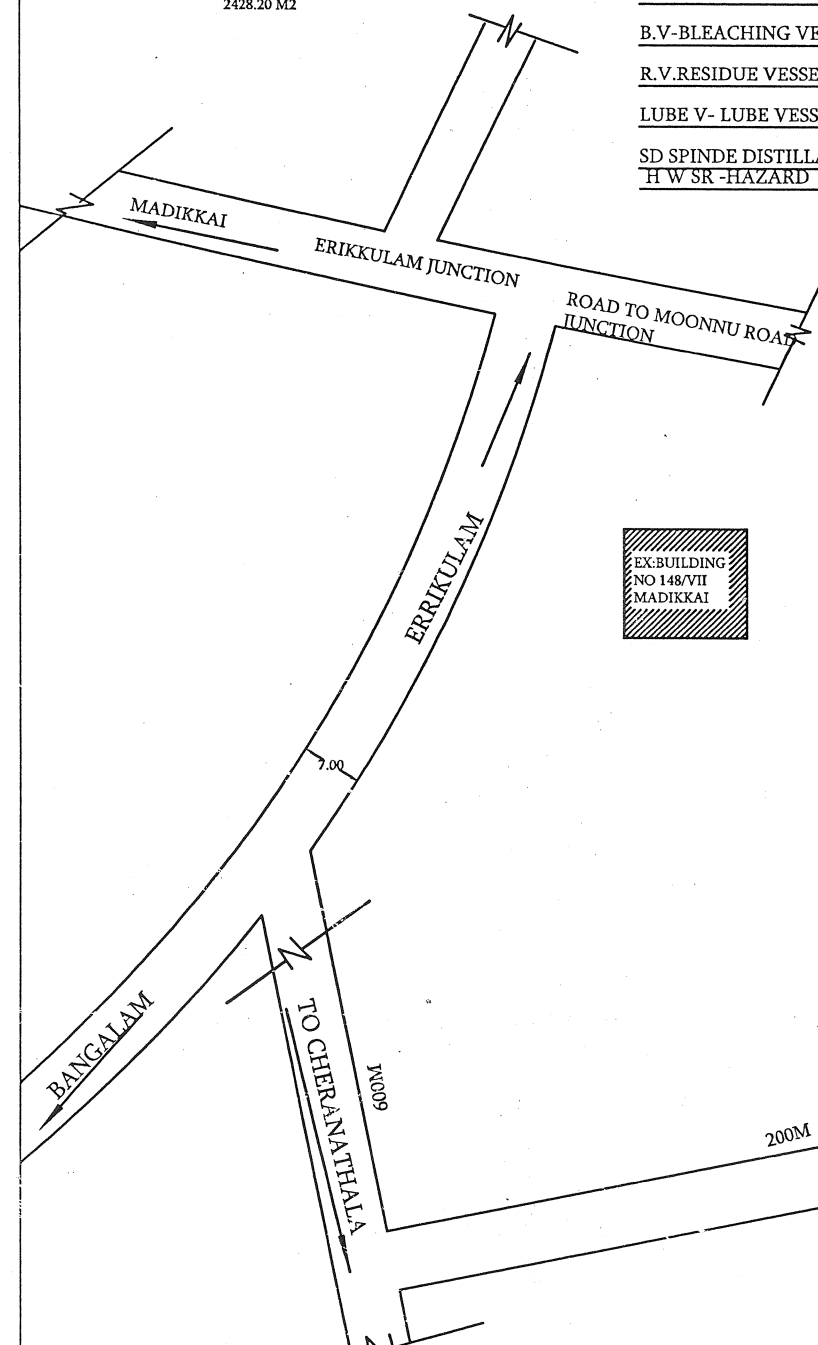 2428.20 M2
B.V-BLEACHING VE
R.V.RESIDUE VESSE
LUBE V- LUBE VESS
SD SPINDE DISTILLA
H W SR -HAZARD
MADIKKAI
ERIKKULAM JUNCTION
ROAD TO MOONNU ROAD
JUNCTION
ERRIKULAM
EX:BUILDING
NO 148/VII
MADIKKAI
7.00
BANGALAM
TO CHERANATHALA
600M
200M